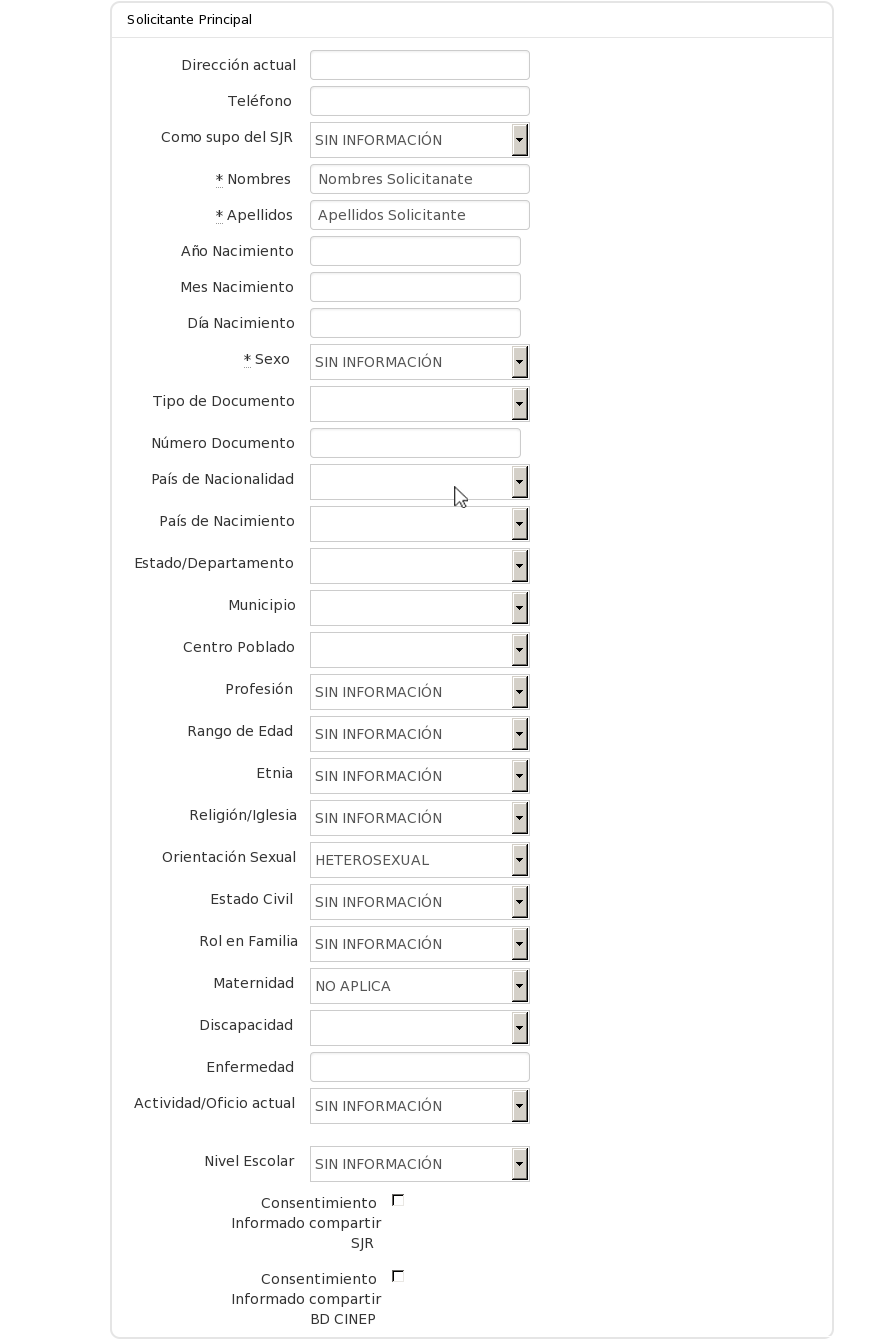 Solicitante Principal
Dirección actual
Teléfono
Como supo del SJR SIN INFORMACIÓN
* Nombres Nombres Solicitanate
* Apellidos Apellidos Solicitante
Año Nacimiento
Mes Nacimiento
Día Nacimiento
* Sexo SIN INFORMACIÓN
Tipo de Documento
Número Documento
País de Nacionalidad
País de Nacimiento
Estado/Departamento
Municipio
Centro Poblado
Profesión SIN INFORMACIÓN
Rango de Edad SIN INFORMACIÓN
Etnia SIN INFORMACIÓN
Religión/Iglesia SIN INFORMACIÓN
Orientación Sexual HETEROSEXUAL
Estado Civil SIN INFORMACIÓN
Rol en Familia SIN INFORMACIÓN
Maternidad NO APLICA
Discapacidad
Enfermedad
Actividad/Oficio actual SIN INFORMACIÓN
Nivel Escolar SIN INFORMACIÓN
Consentimiento
Informado compartir
SJR
Consentimiento
Informado compartir
BD CINEP